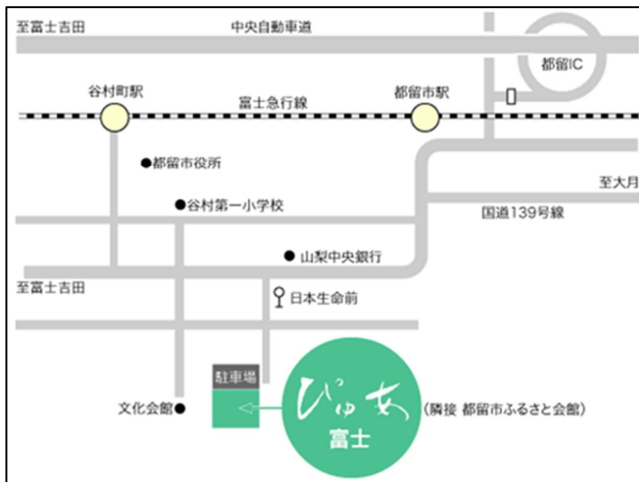 至富士吉田
中央自動車道
都留IC
谷村町駅
富士急行線
都留市駅
都留市役所
至大月
谷村第一小学校
国道139号線
山梨中央銀行
至富士吉田
日本生命前
駐車場
ぴゅあ
富士
文化会館
(隣接 都留市ふるさと会館)